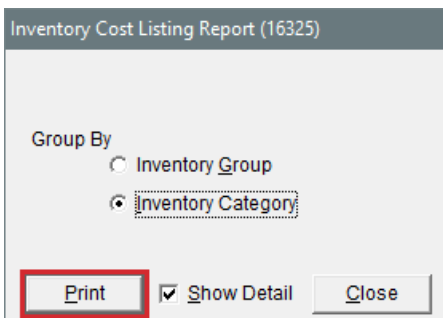 Inventory Cost Listing Report (16325)
Group By
Inventory Group
Inventory Category
Print Show Detail Close